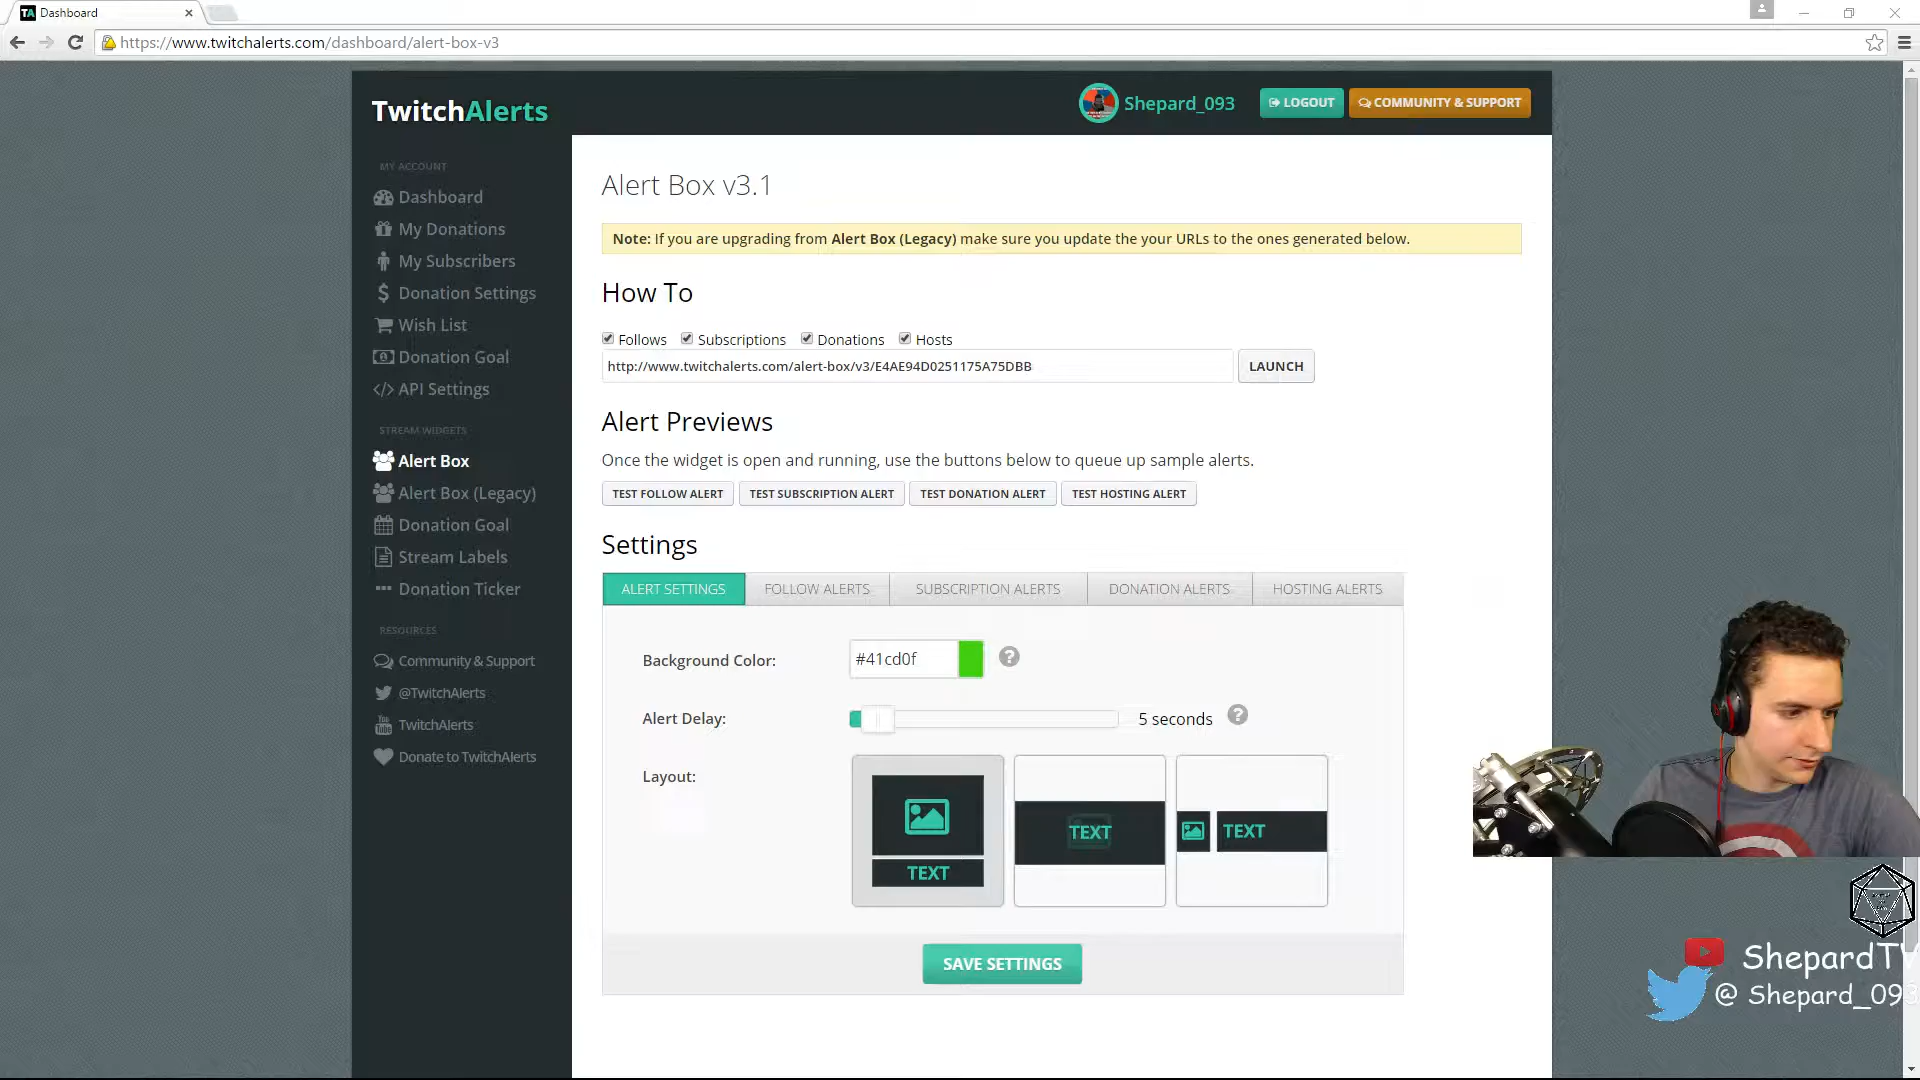 TA Dashboard
https://www.twitchalerts.com/dashboard/alert-box-v3
TwitchAlerts
Shepard_093
LOGOUT
COMMUNITY & SUPPORT
MY ACCOUNT
Dashboard
My Donations
My Subscribers
Donation Settings
Wish List
Donation Goal
API Settings
STREAM WIDGETS
Alert Box
Alert Box (Legacy)
Donation Goal
Stream Labels
Donation Ticker
RESOURCES
Community & Support
@TwitchAlerts
TwitchAlerts
Donate to TwitchAlerts
Alert Box v3.1
Note: If you are upgrading from Alert Box (Legacy) make sure you update the your URLs to the ones generated below.
How To
Follows Subscriptions Donations Hosts
http://www.twitchalerts.com/alert-box/v3/E4AE94D0251175A75DBB
LAUNCH
Alert Previews
Once the widget is open and running, use the buttons below to queue up sample alerts.
TEST FOLLOW ALERT TEST SUBSCRIPTION ALERT TEST DONATION ALERT TEST HOSTING ALERT
Settings
ALERT SETTINGS FOLLOW ALERTS SUBSCRIPTION ALERTS DONATION ALERTS HOSTING ALERTS
Background Color: #41cd0f ?
Alert Delay: 5 seconds ?
Layout:
TEXT
TEXT
TEXT
SAVE SETTINGS
ShepardTV
@ Shepard_093